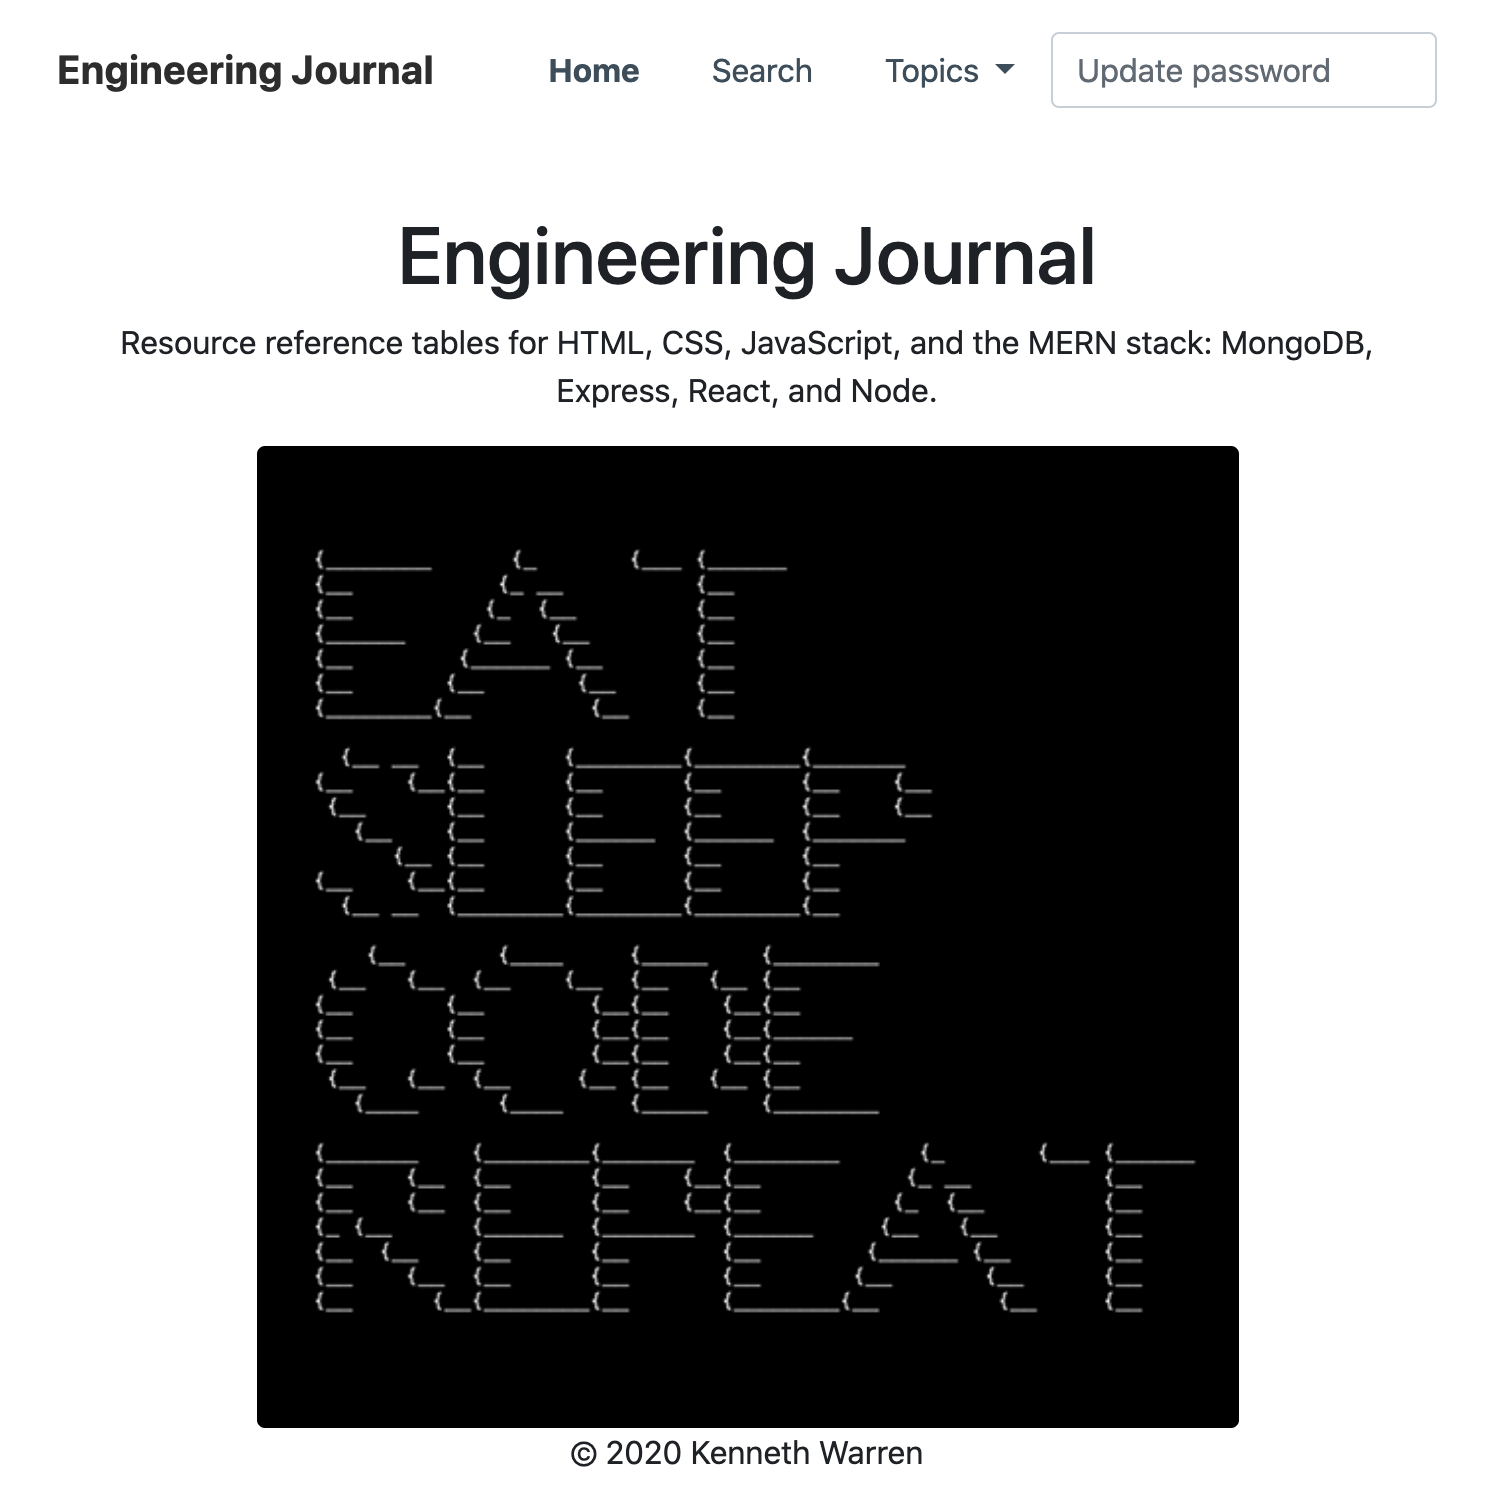 Engineering Journal
Home
Search
Topics
Update password
Engineering Journal
Resource reference tables for HTML, CSS, JavaScript, and the MERN stack: MongoDB,
Express, React, and Node.
EAT
SLEEP
CODE
REPEAT
© 2020 Kenneth Warren